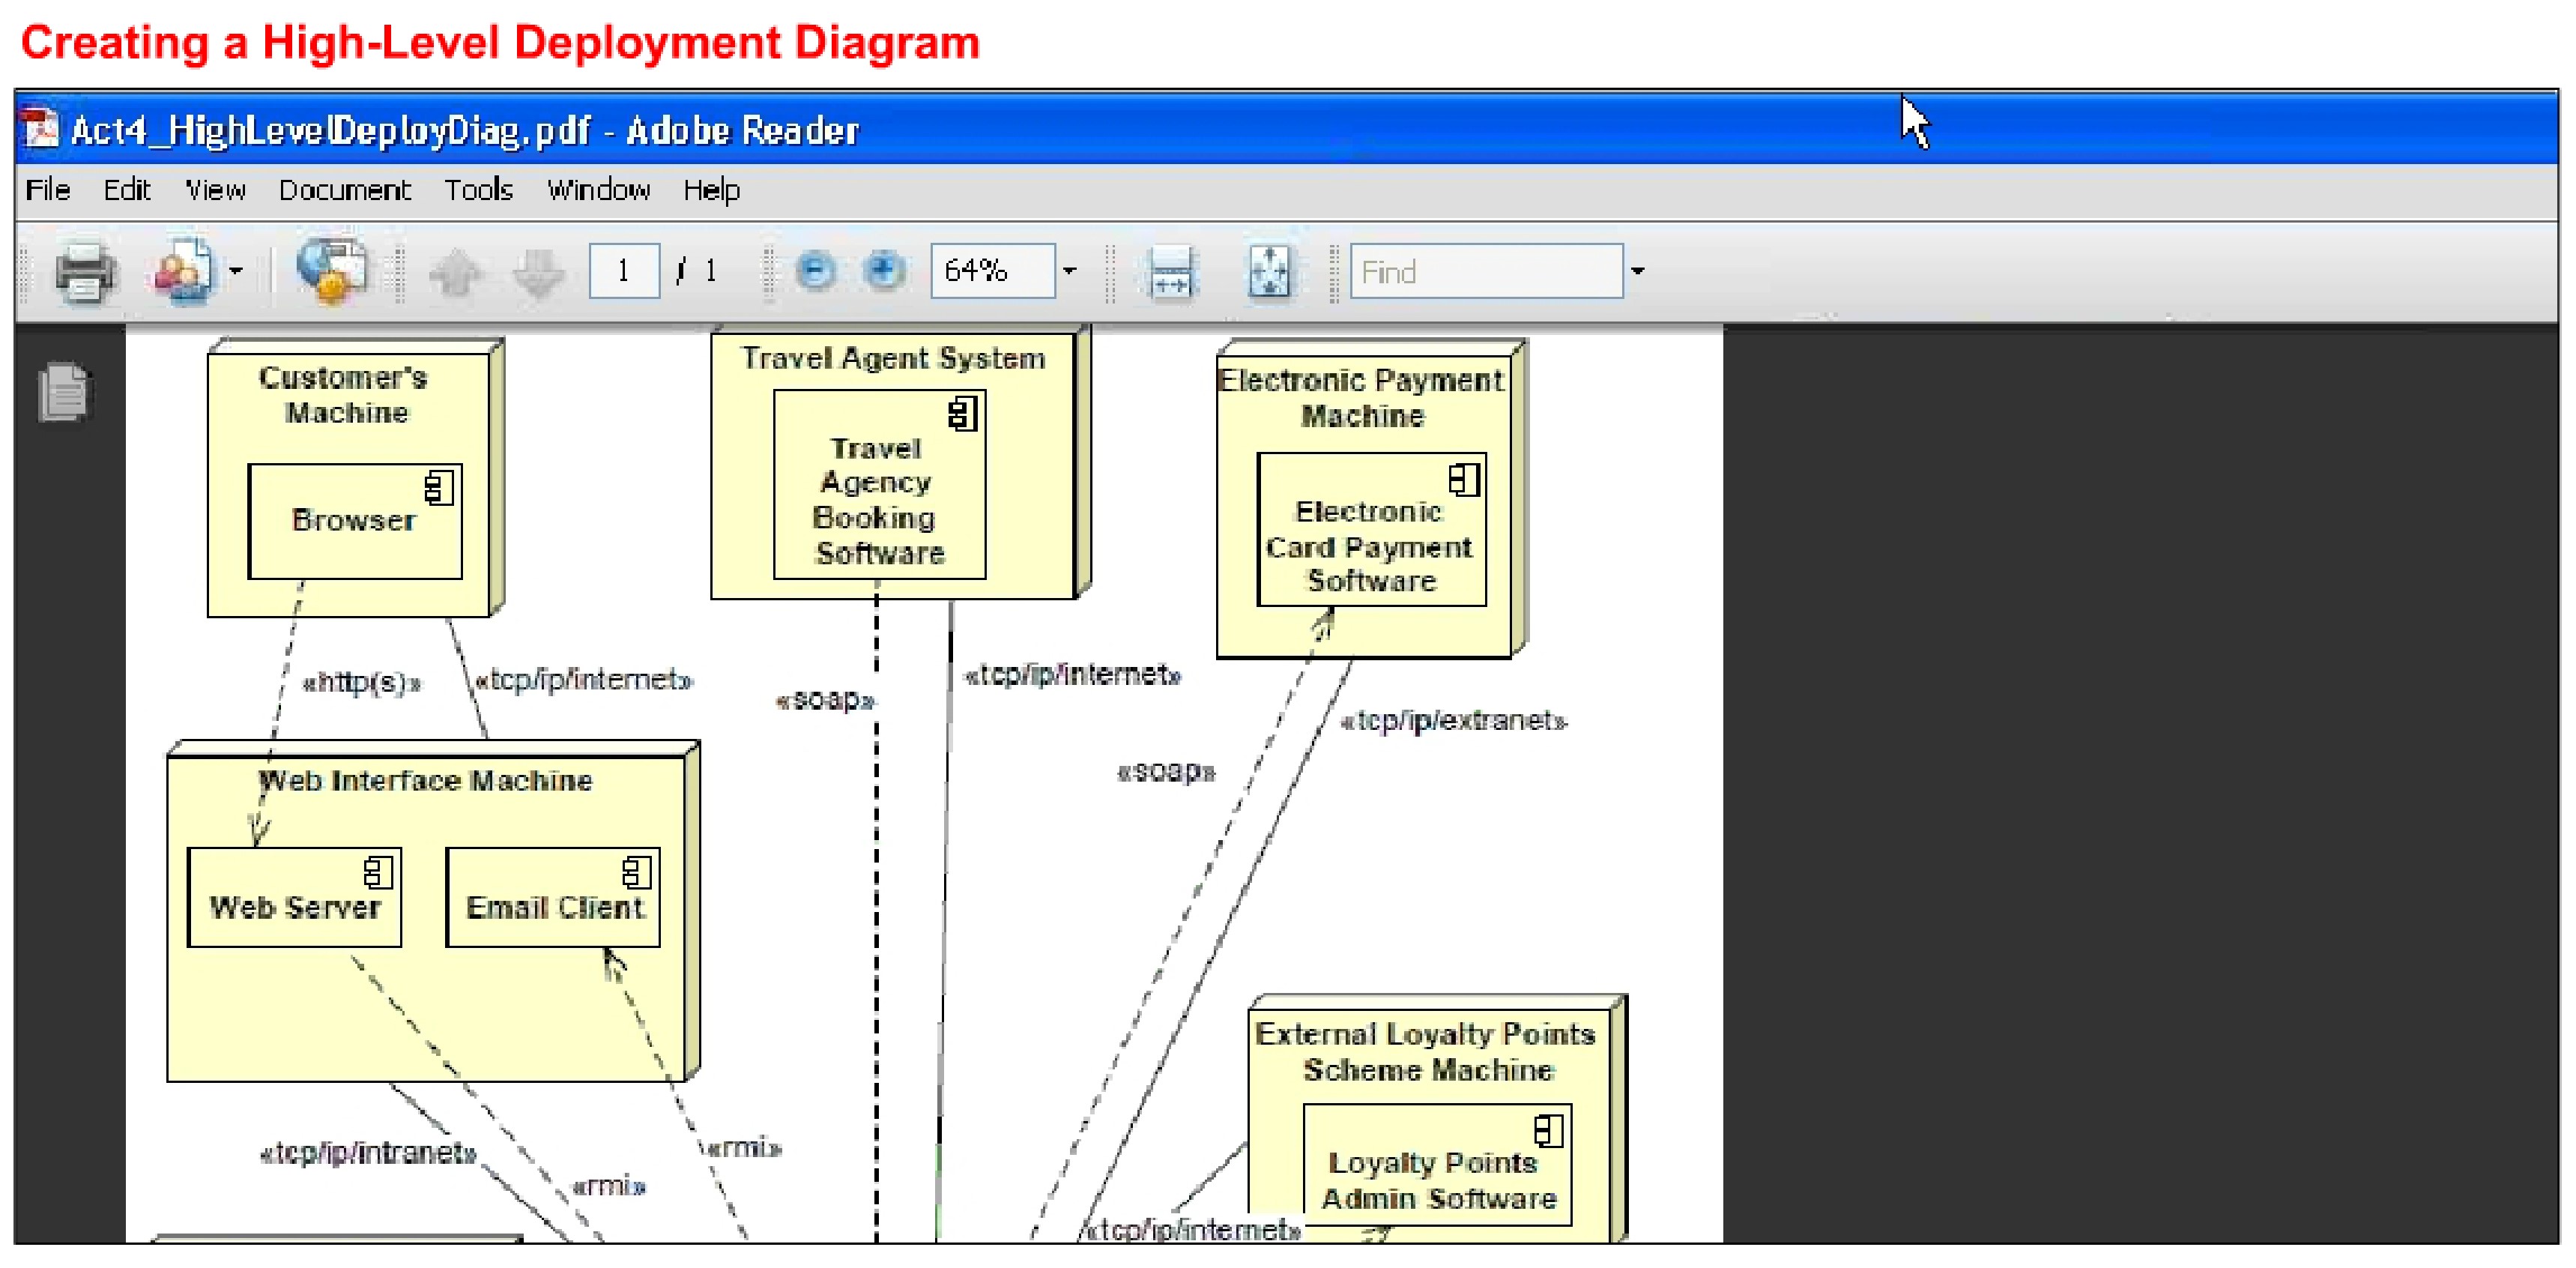 Creating a High-Level Deployment Diagram
Act4_HighLevelDeployDiag.pdf - Adobe Reader
File Edit View Document Tools Window Help
1 / 1 64% Find
Customer's
Machine
Browser
Travel Agent System
Travel
Agency
Booking
Software
Electronic Payment
Machine
Electronic
Card Payment
Software
«http(s)»
«tcp/ip/internet»
«soap»
«tcp/ip/internet»
«soap»
«tcp/ip/extranet»
Web Interface Machine
Web Server
Email Client
External Loyalty Points
Scheme Machine
Loyalty Points
Admin Software
«tcp/ip/intranet»
«rmi»
«rmi»
«tcp/ip/internet»